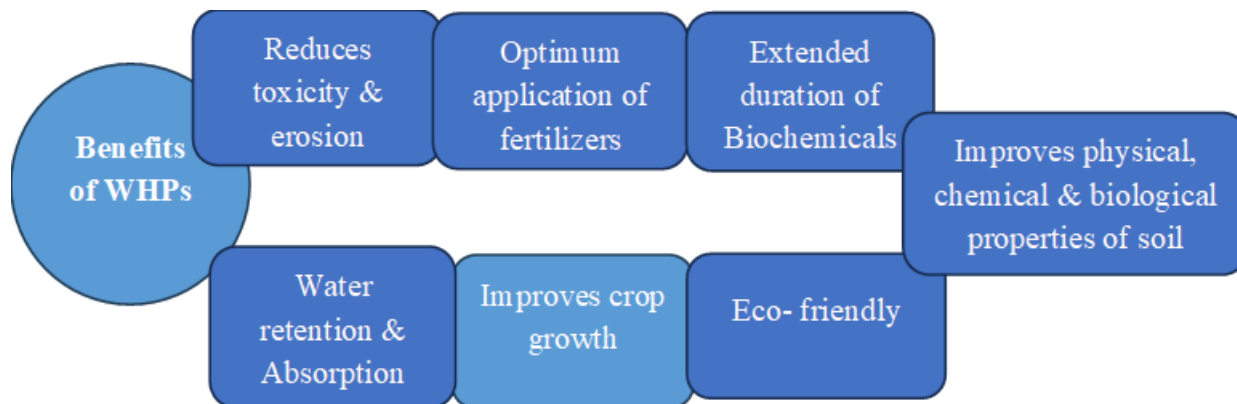 Benefits
of WHPs
Reduces
toxicity &
erosion
Optimum
application of
fertilizers
Extended
duration of
Biochemicals
Improves physical,
chemical & biological
properties of soil
Water
retention &
Absorption
Improves crop
growth
Eco- friendly